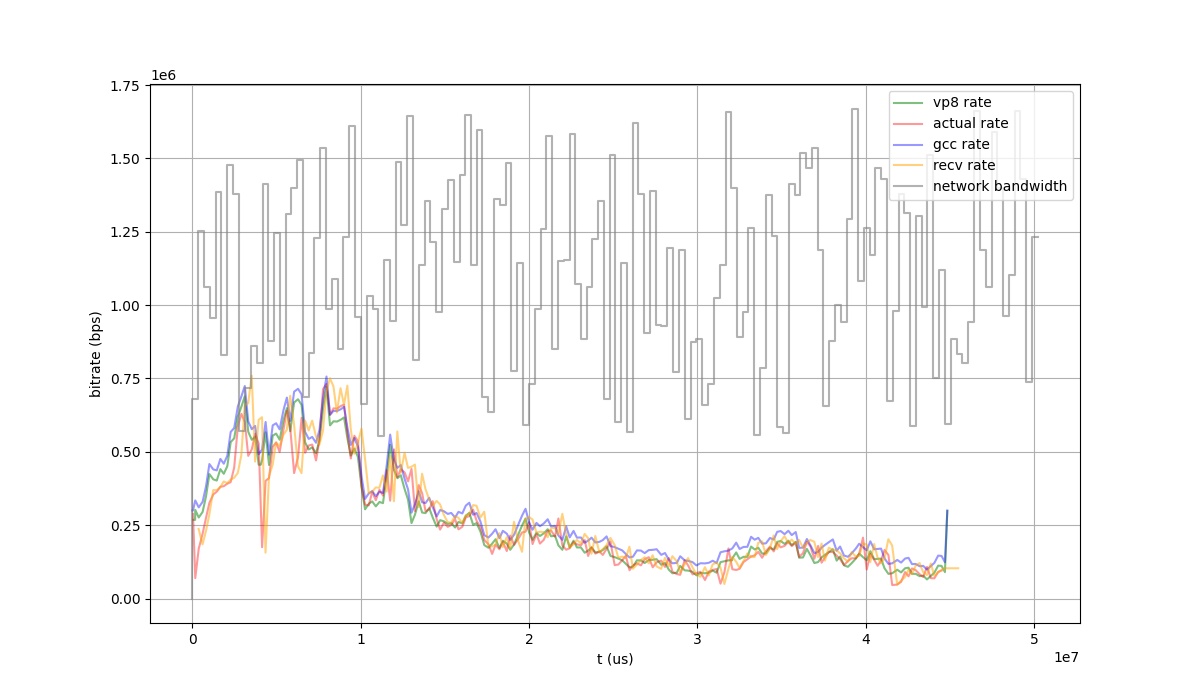 1e6
1.75
1.50
1.25
1.00
0.75
0.50
0.25
0.00
bitrate (bps)
vp8 rate
actual rate
gcc rate
recv rate
network bandwidth
0 1 2 3 4 5
t (us)
1e7